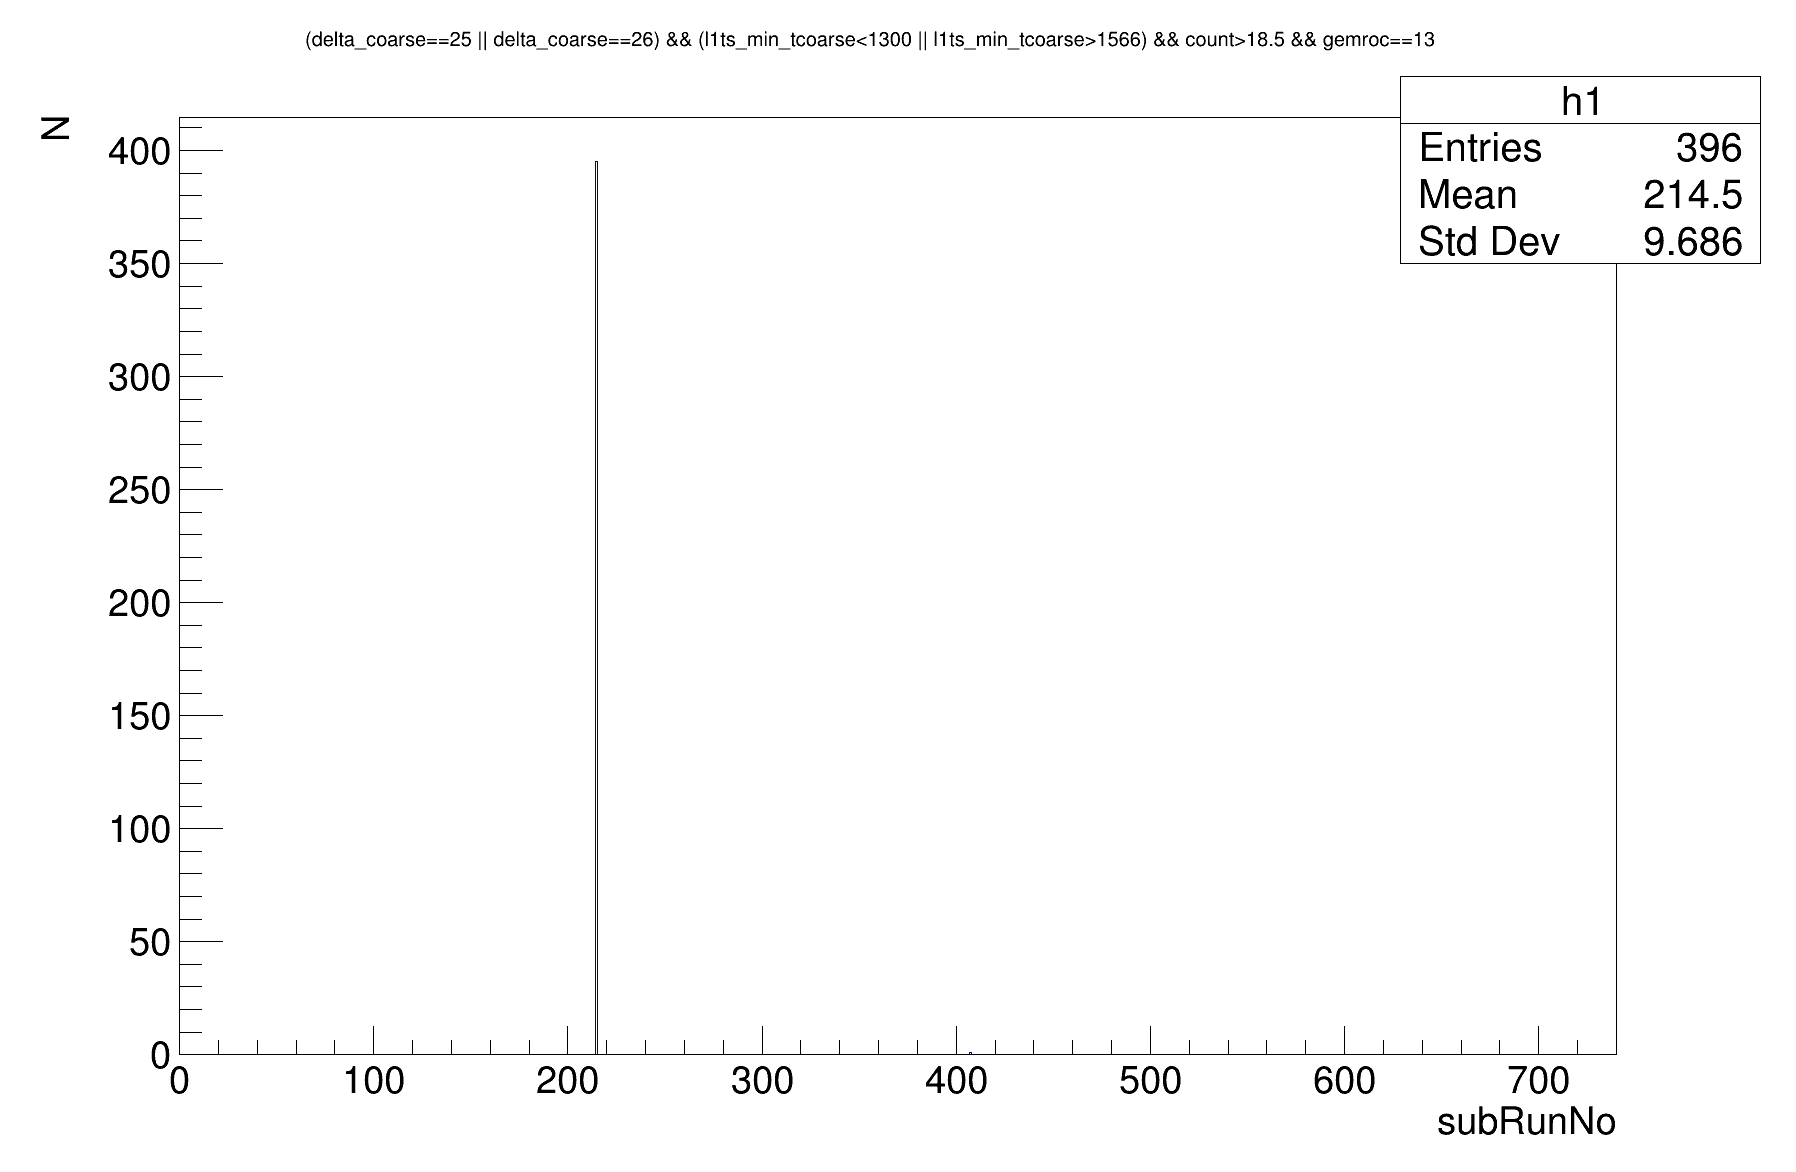 (delta_coarse==25 || delta_coarse==26) && (l1ts_min_tcoarse<1300 || l1ts_min_tcoarse>1566) && count>18.5 && gemroc==13
h1
Entries 396
Mean 214.5
Std Dev 9.686
N
400
350
300
250
200
150
100
50
0
0 100 200 300 400 500 600 700
subRunNo